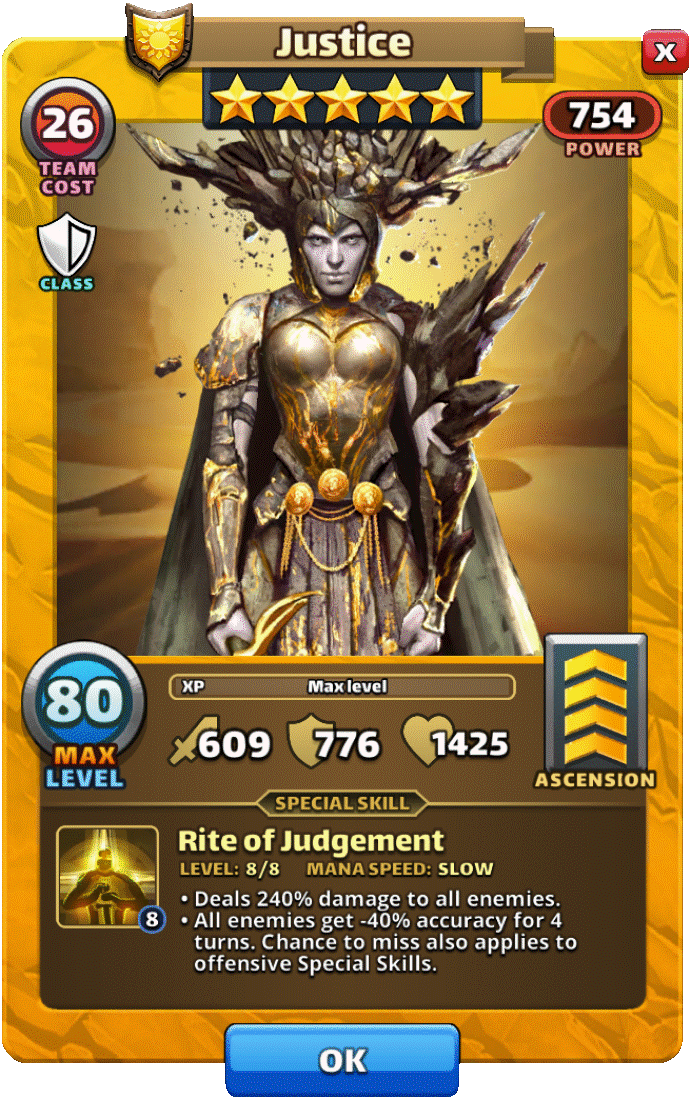 Justice
X
26
TEAM
COST
754
POWER
CLASS
80
MAX
LEVEL
XP Max level
609 776 1425
ASCENSION
SPECIAL SKILL
Rite of Judgement
LEVEL: 8/8 MANA SPEED: SLOW
8
• Deals 240% damage to all enemies.
• All enemies get -40% accuracy for 4
turns. Chance to miss also applies to
offensive Special Skills.
OK